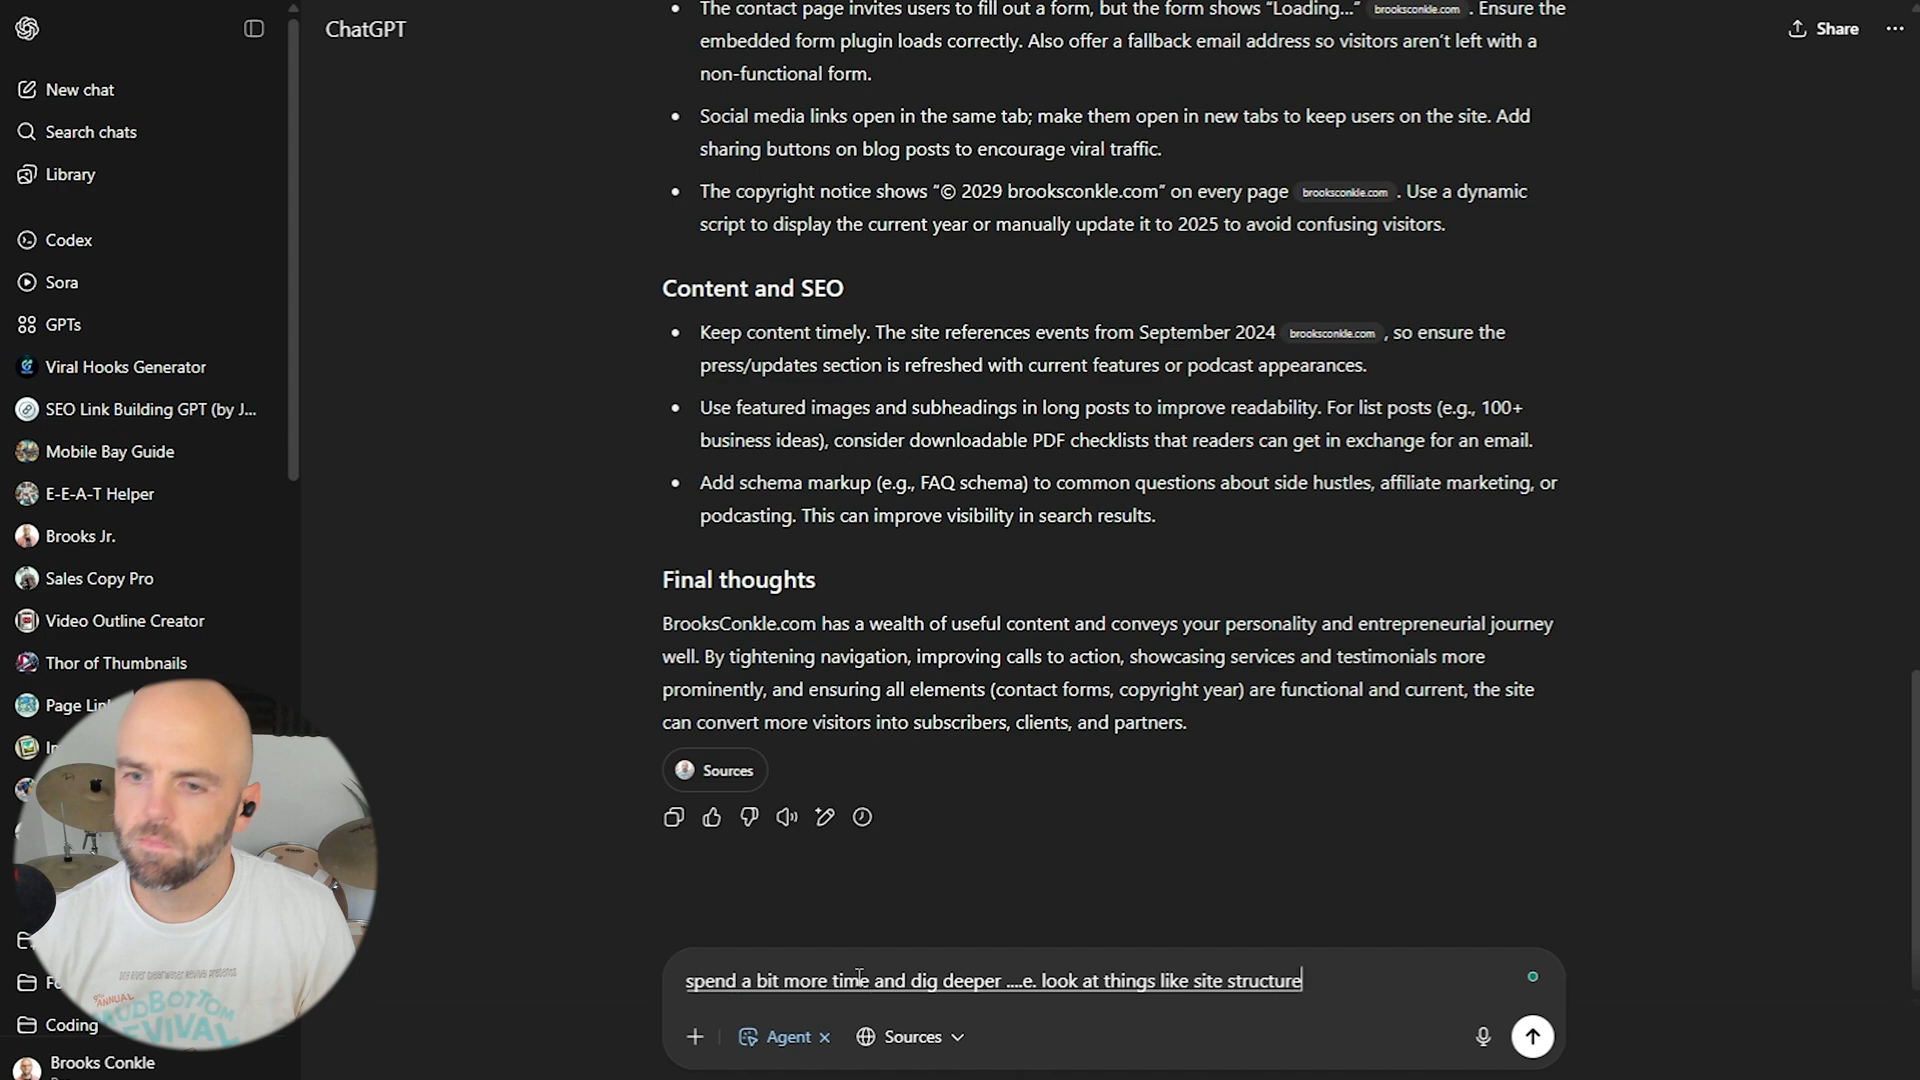 ChatGPT
Share
New chat
Search chats
Library
Codex
Sora
GPTs
Viral Hooks Generator
SEO Link Building GPT (by J...
Mobile Bay Guide
E-E-A-T Helper
Brooks Jr.
Sales Copy Pro
Video Outline Creator
Thor of Thumbnails
Page Lin
Coding
Brooks Conkle
The contact page invites users to fill out a form, but the form shows “Loading…” brooksconkle.com . Ensure the
embedded form plugin loads correctly. Also offer a fallback email address so visitors aren’t left with a
non-functional form.
Social media links open in the same tab; make them open in new tabs to keep users on the site. Add
sharing buttons on blog posts to encourage viral traffic.
The copyright notice shows “© 2029 brooksconkle.com” on every page brooksconkle.com . Use a dynamic
script to display the current year or manually update it to 2025 to avoid confusing visitors.
Content and SEO
Keep content timely. The site references events from September 2024 brooksconkle.com , so ensure the
press/updates section is refreshed with current features or podcast appearances.
Use featured images and subheadings in long posts to improve readability. For list posts (e.g., 100+
business ideas), consider downloadable PDF checklists that readers can get in exchange for an email.
Add schema markup (e.g., FAQ schema) to common questions about side hustles, affiliate marketing, or
podcasting. This can improve visibility in search results.
Final thoughts
BrooksConkle.com has a wealth of useful content and conveys your personality and entrepreneurial journey
well. By tightening navigation, improving calls to action, showcasing services and testimonials more
prominently, and ensuring all elements (contact forms, copyright year) are functional and current, the site
can convert more visitors into subscribers, clients, and partners.
Sources
spend a bit more time and dig deeper ....e. look at things like site structure
Agent ×
Sources
ANNUAL
MUDBOTTOM
REVIVAL